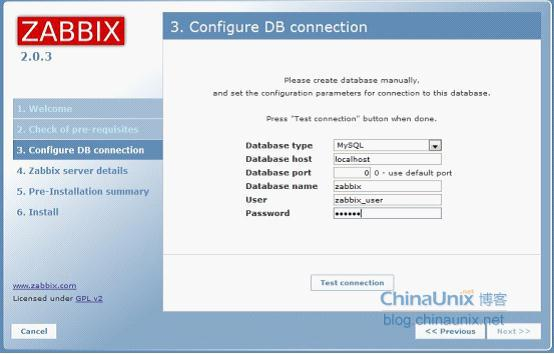 ZABBIX
2.0.3
1. Welcome
2. Check of pre-requisites
3. Configure DB connection
4. Zabbix server details
5. Pre-Installation summary
6. Install
www.zabbix.com
Licensed under GPL v2
Cancel
3. Configure DB connection
Please create database manually,
and set the configuration parameters for connection to this database.
Press "Test connection" button when done.
Database type MySQL
Database host localhost
Database port 0 0 - use default port
Database name zabbix
User zabbix_user
Password ••••••
Test connection
ChinaUnix.net 博客
blog.chinaunix.net
<< Previous Next >>